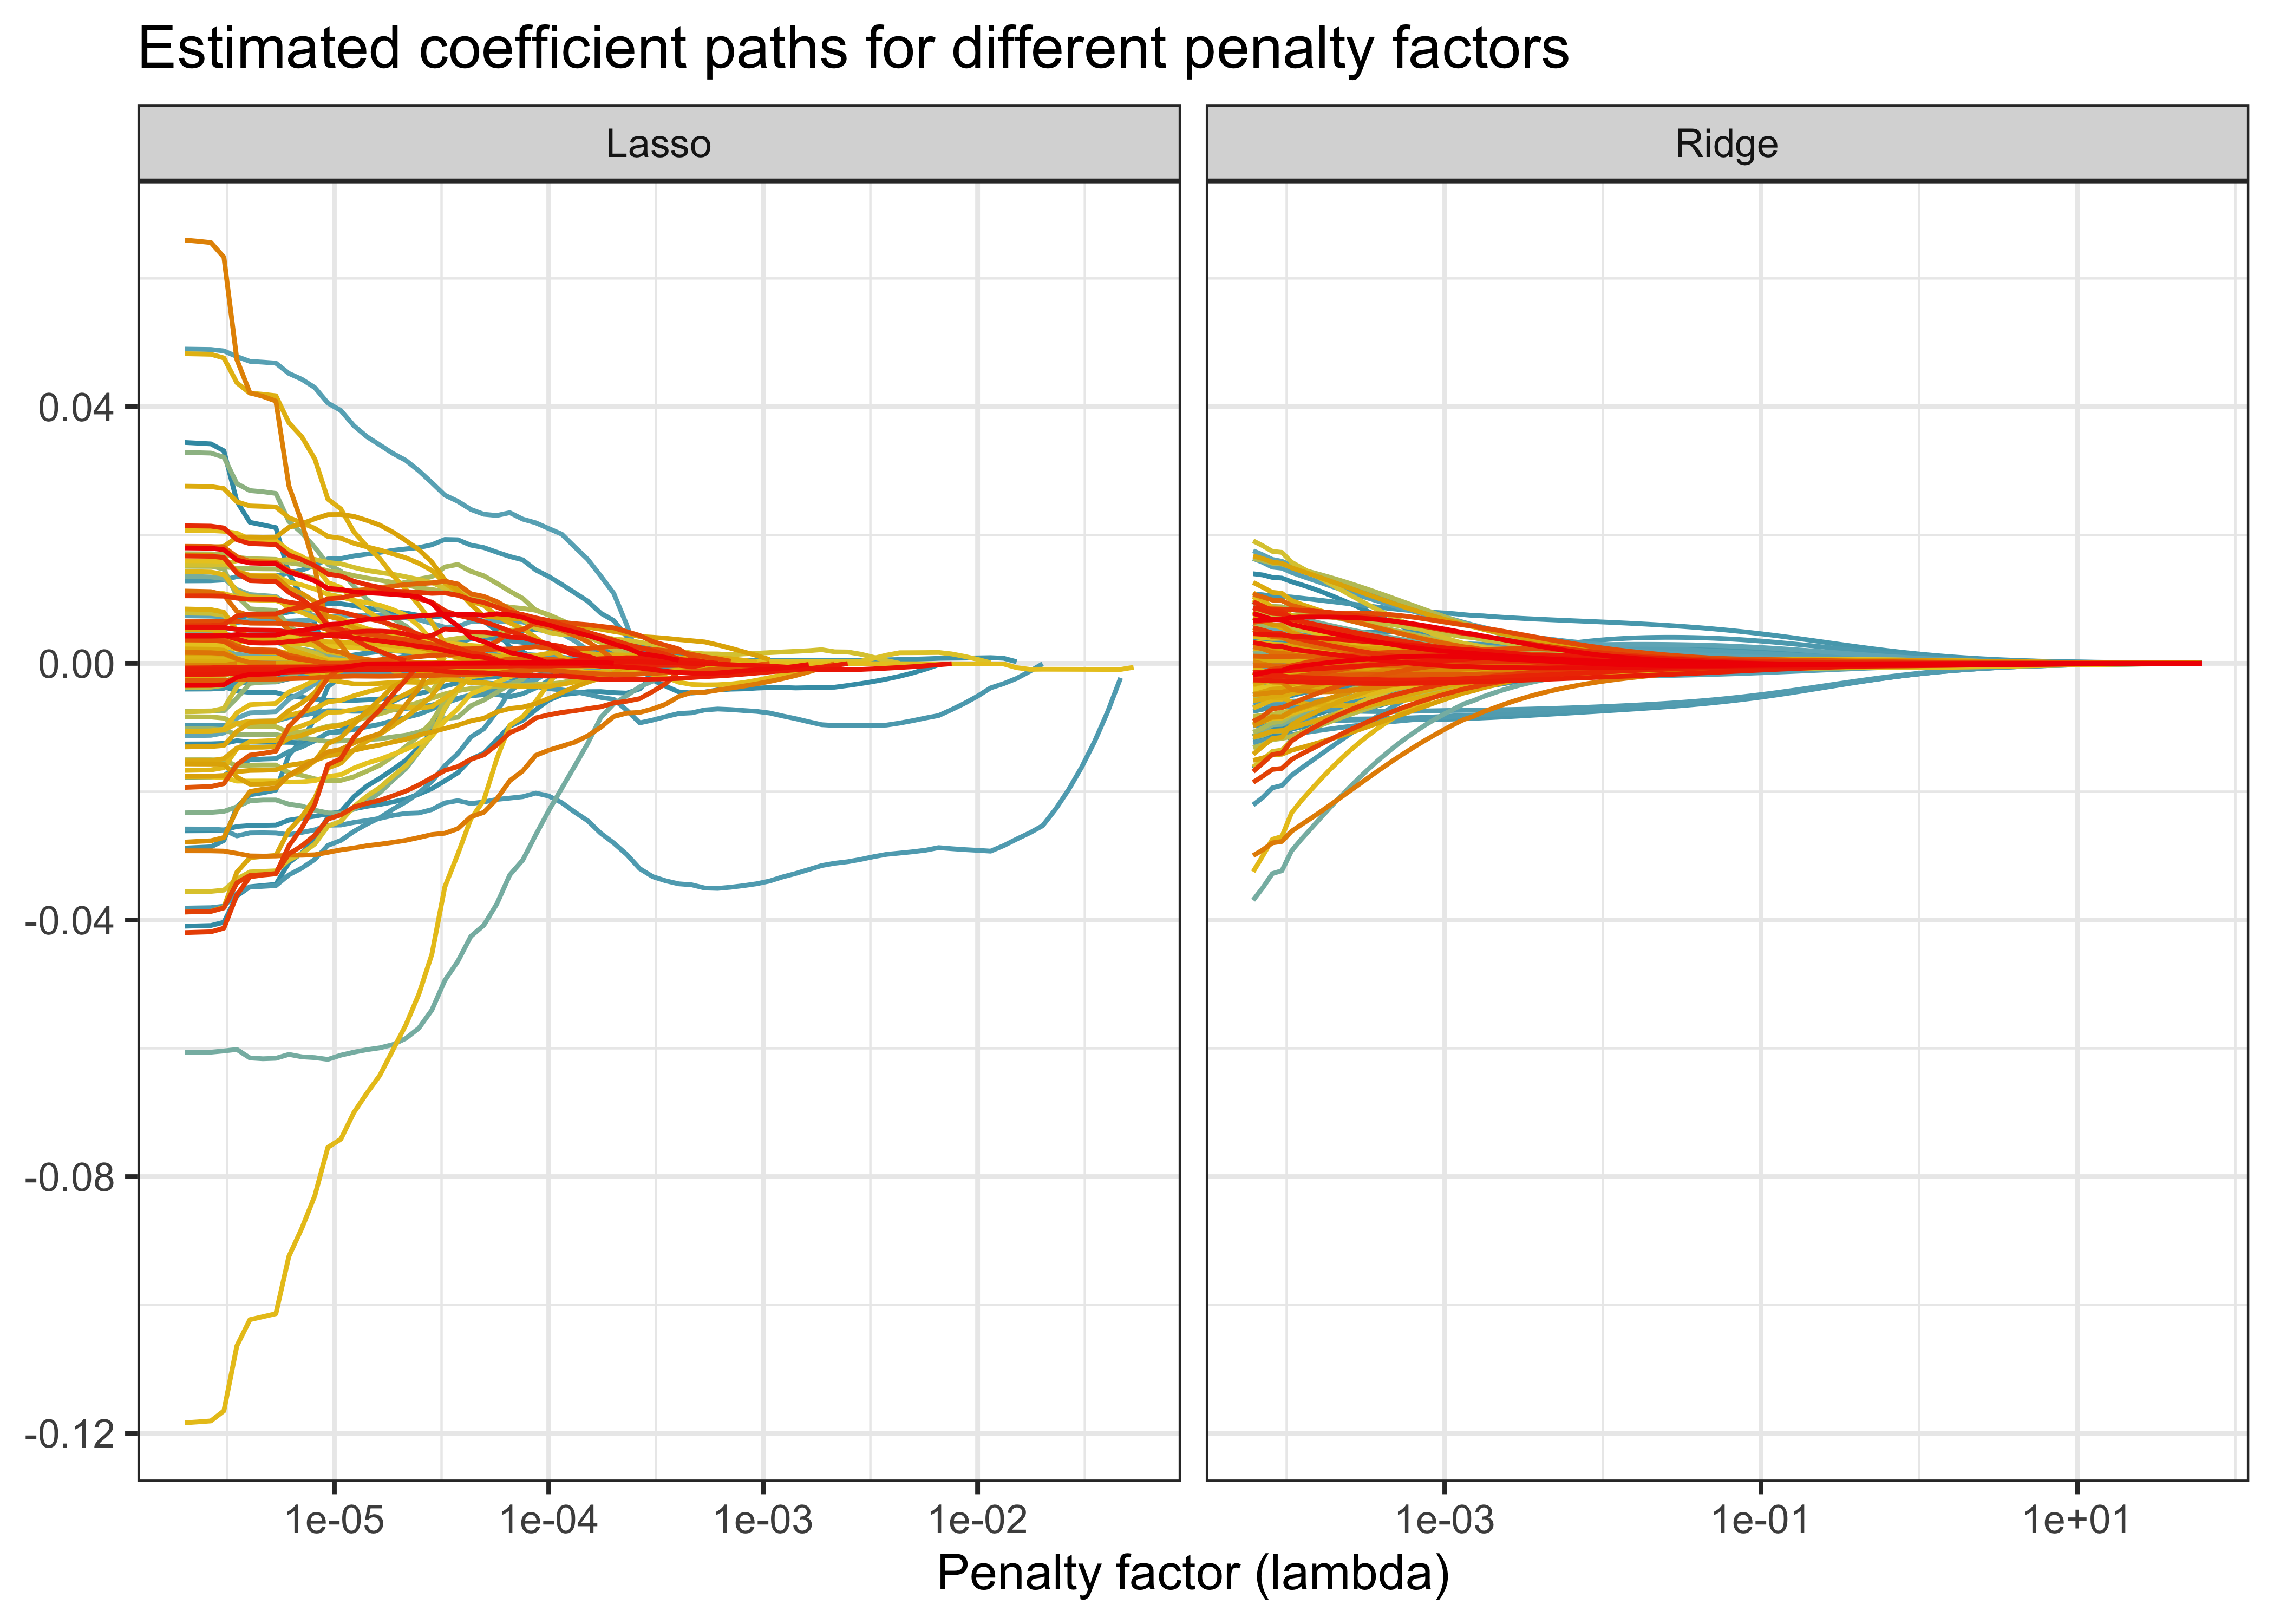 Estimated coefficient paths for different penalty factors
Lasso
Ridge
0.04
0.00
-0.04
-0.08
-0.12
1e-05 1e-04 1e-03 1e-02
1e-03 1e-01 1e+01
Penalty factor (lambda)